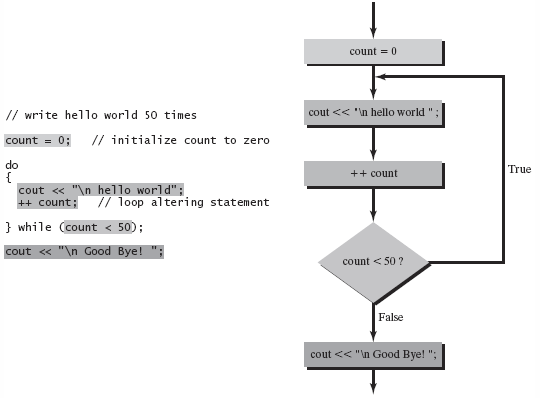 // write hello world 50 times
count = 0;   // initialize count to zero
do
{
cout << "\n hello world";
++ count;   // loop altering statement
} while (count < 50);
cout << "\n Good Bye! ";
count = 0
cout << "\n hello world " ;
++ count
True
count < 50 ?
False
cout << "\n Good Bye! ";